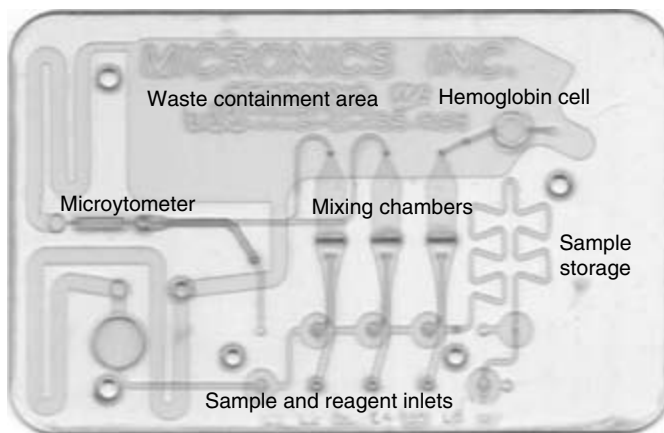 MICRONICS INC.
Waste containment area
Hemoglobin cell
Microytometer
Mixing chambers
Sample
storage
Sample and reagent inlets